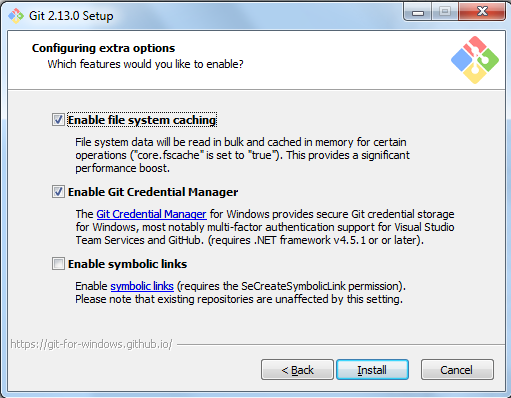 Git 2.13.0 Setup
Configuring extra options
Which features would you like to enable?
Enable file system caching
File system data will be read in bulk and cached in memory for certain
operations ("core.fscache" is set to "true"). This provides a significant
performance boost.
Enable Git Credential Manager
The Git Credential Manager for Windows provides secure Git credential storage
for Windows, most notably multi-factor authentication support for Visual Studio
Team Services and GitHub. (requires .NET framework v4.5.1 or or later).
Enable symbolic links
Enable symbolic links (requires the SeCreateSymbolicLink permission).
Please note that existing repositories are unaffected by this setting.
https://git-for-windows.github.io/
< Back
Install
Cancel